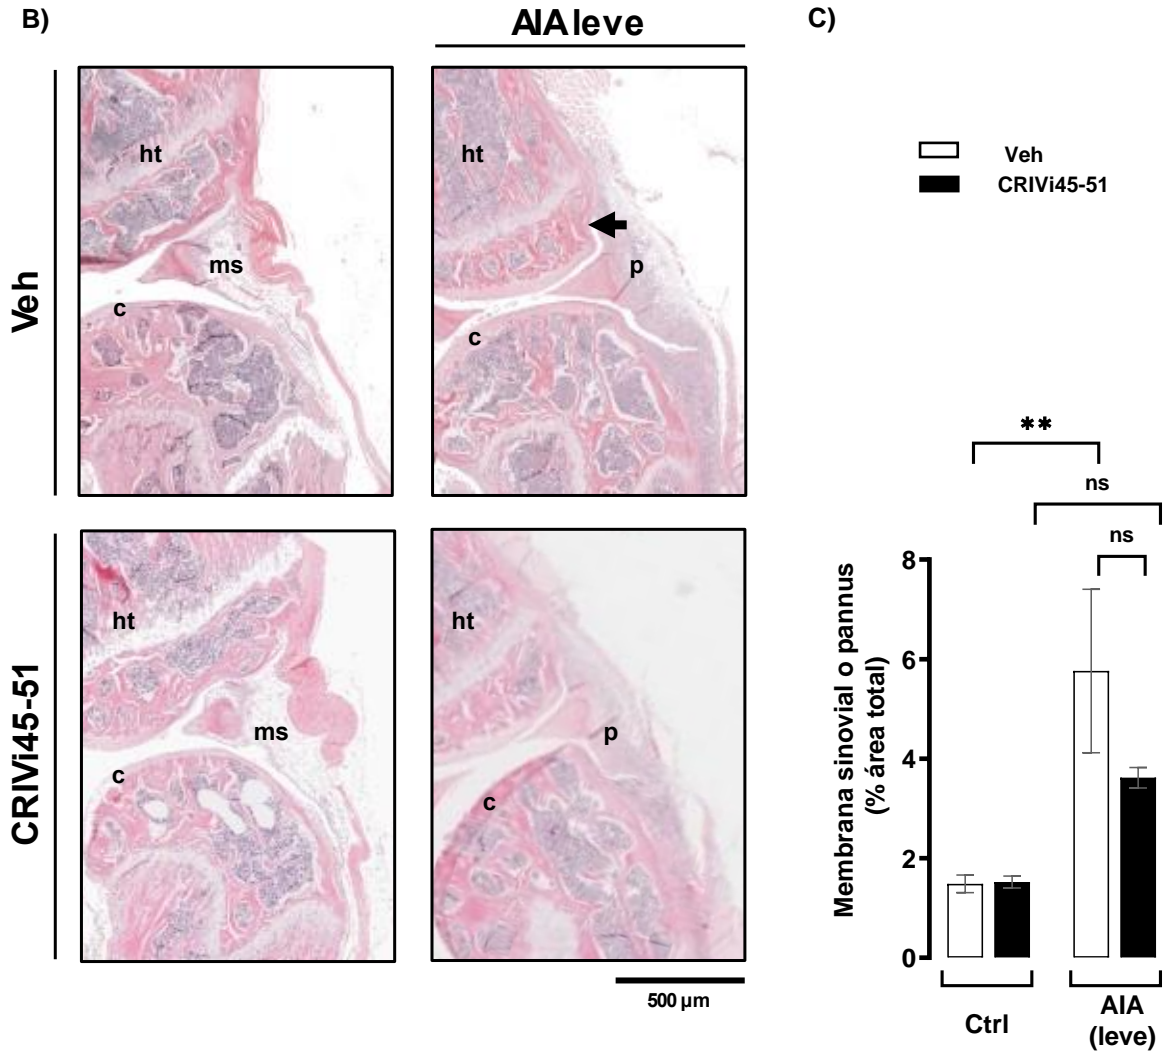 B)
AIA leve
Veh
ht
ms
c
ht
p
c
CRIVi45-51
ht
ms
c
ht
p
c
500 µm
C)
Veh
CRIVi45-51
**
ns
ns
Membrana sinovial o pannus
(% área total)
8
6
4
2
0
Ctrl
AIA
(leve)